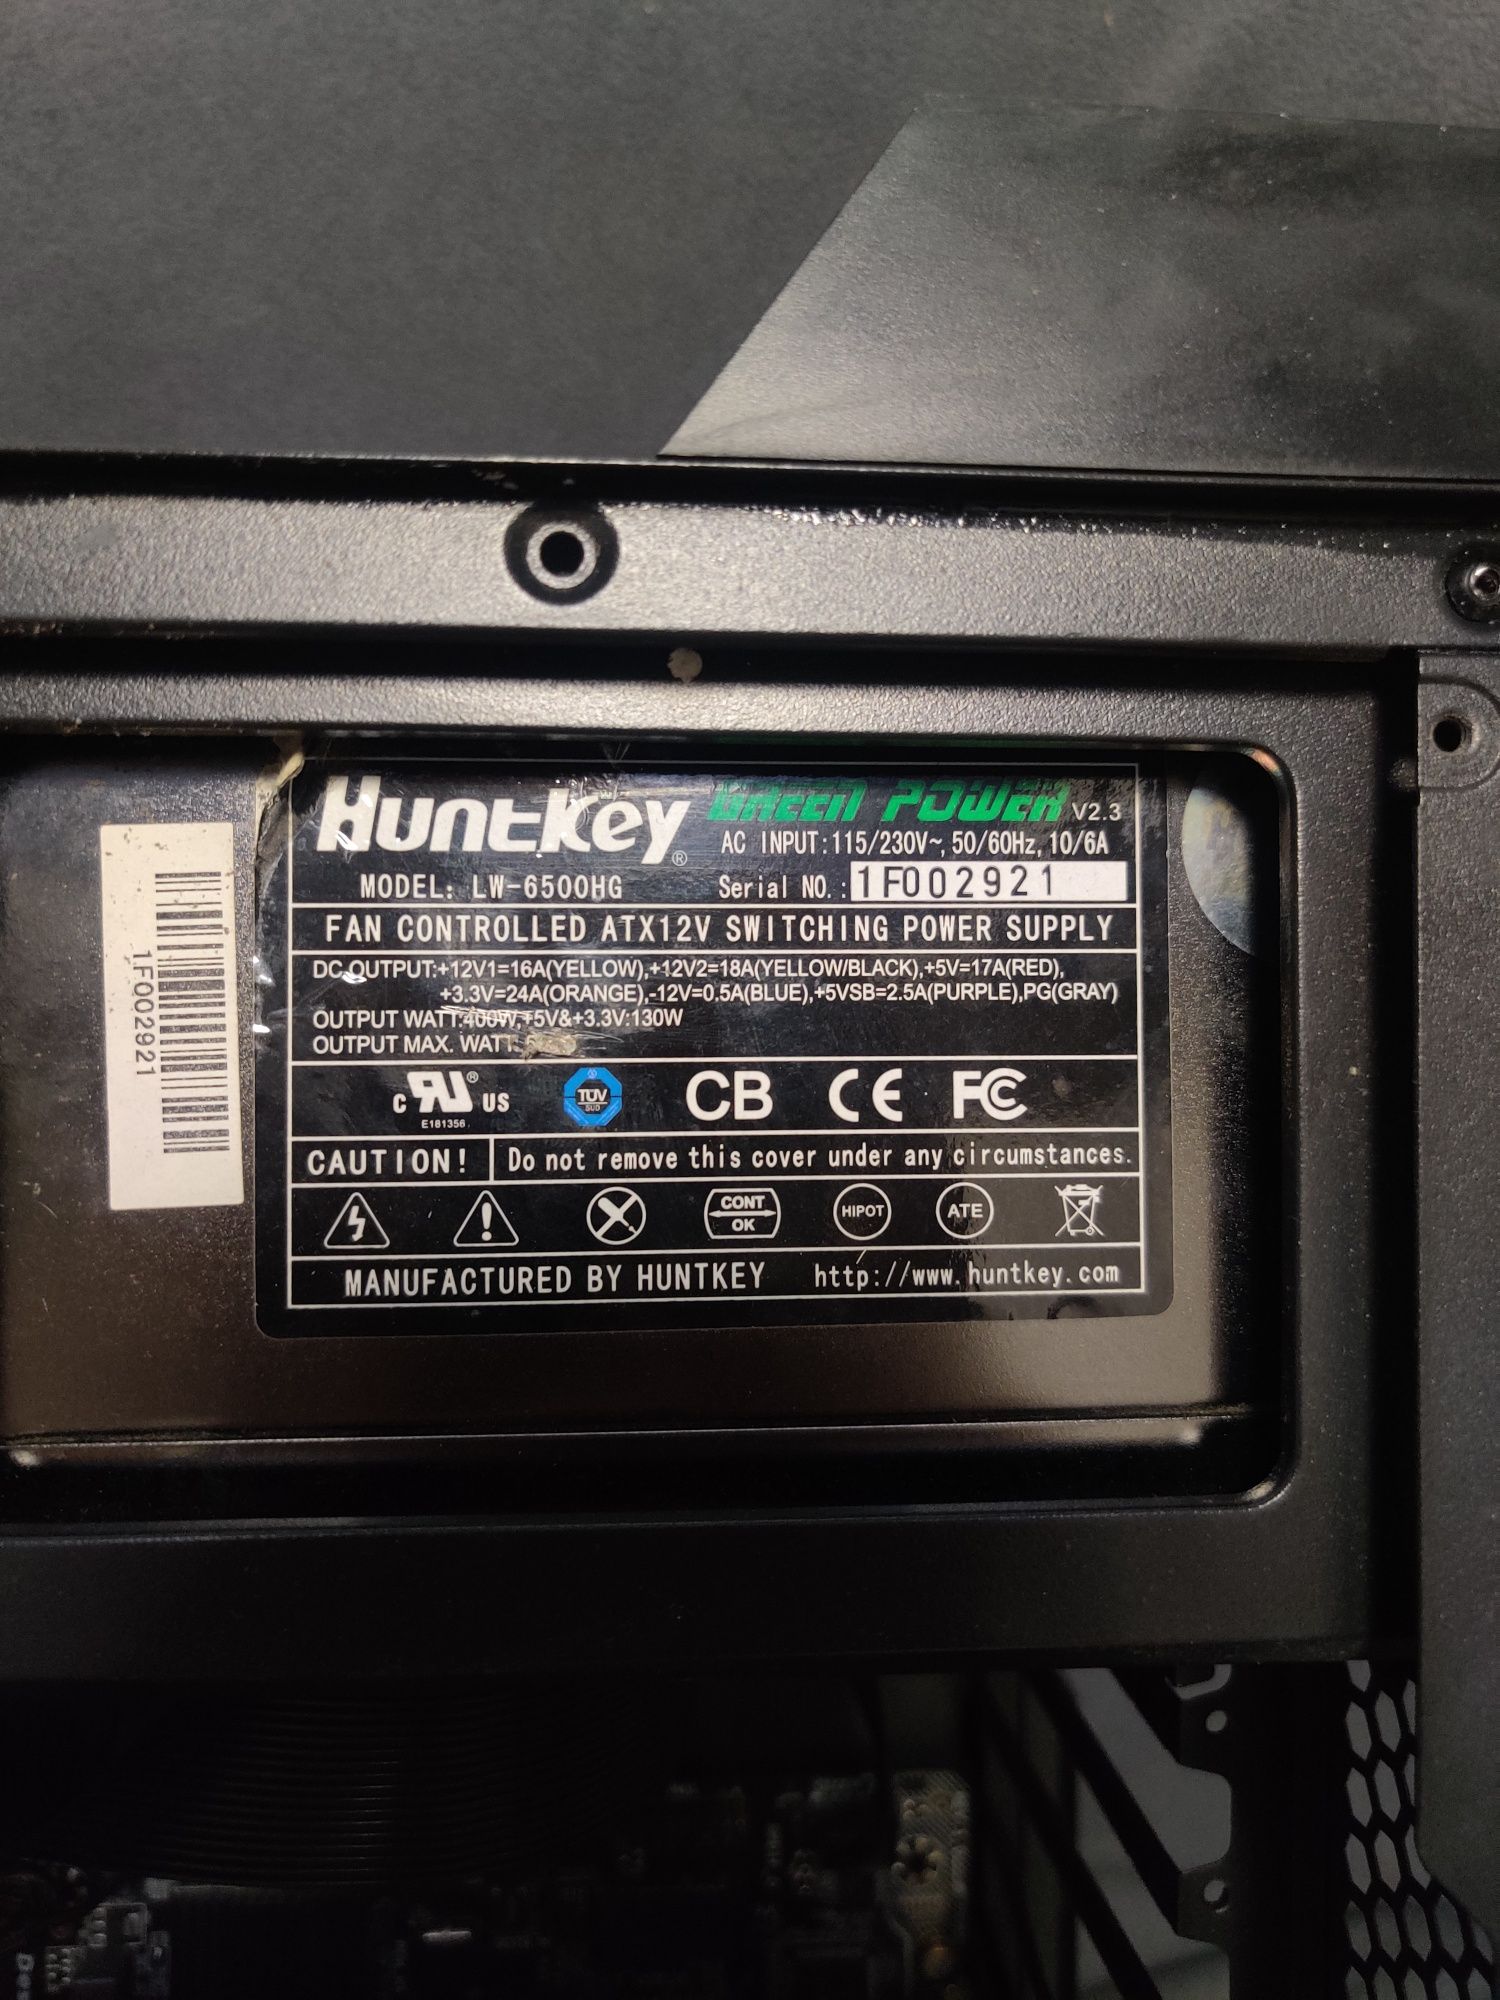 HuntKey®
GREEN POWER V2.3
AC INPUT:115/230V~, 50/60Hz, 10/6A
MODEL: LW-6500HG
Serial NO.: 1F002921
FAN CONTROLLED ATX12V SWITCHING POWER SUPPLY
DC OUTPUT:+12V1=16A(YELLOW),+12V2=18A(YELLOW/BLACK),+5V=17A(RED),
+3.3V=24A(ORANGE),-12V=0.5A(BLUE),+5VSB=2.5A(PURPLE),PG(GRAY)
OUTPUT WATT:400W,+5V&+3.3V:130W
OUTPUT MAX. WATT:
c RU® US
E181356
TÜV
SÜD
CB CE FC
CAUTION! Do not remove this cover under any circumstances.
CONT
OK
HIPOT
ATE
MANUFACTURED BY HUNTKEY http://www.huntkey.com
1F002921